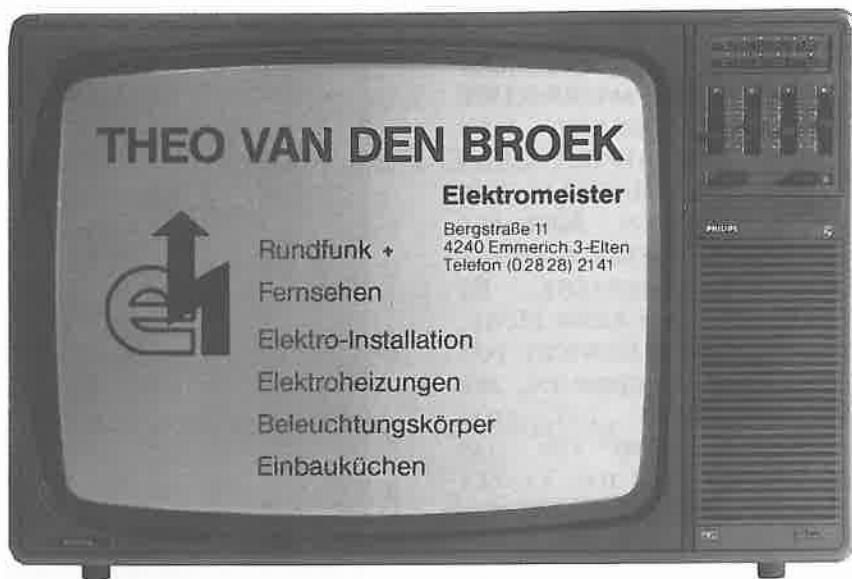 THEO VAN DEN BROEK
Elektromeister
Bergstraße 11
4240 Emmerich 3-Elten
Telefon (02828) 2141
Rundfunk +
Fernsehen
Elektro-Installation
Elektroheizungen
Beleuchtungskörper
Einbauküchen
PHILIPS